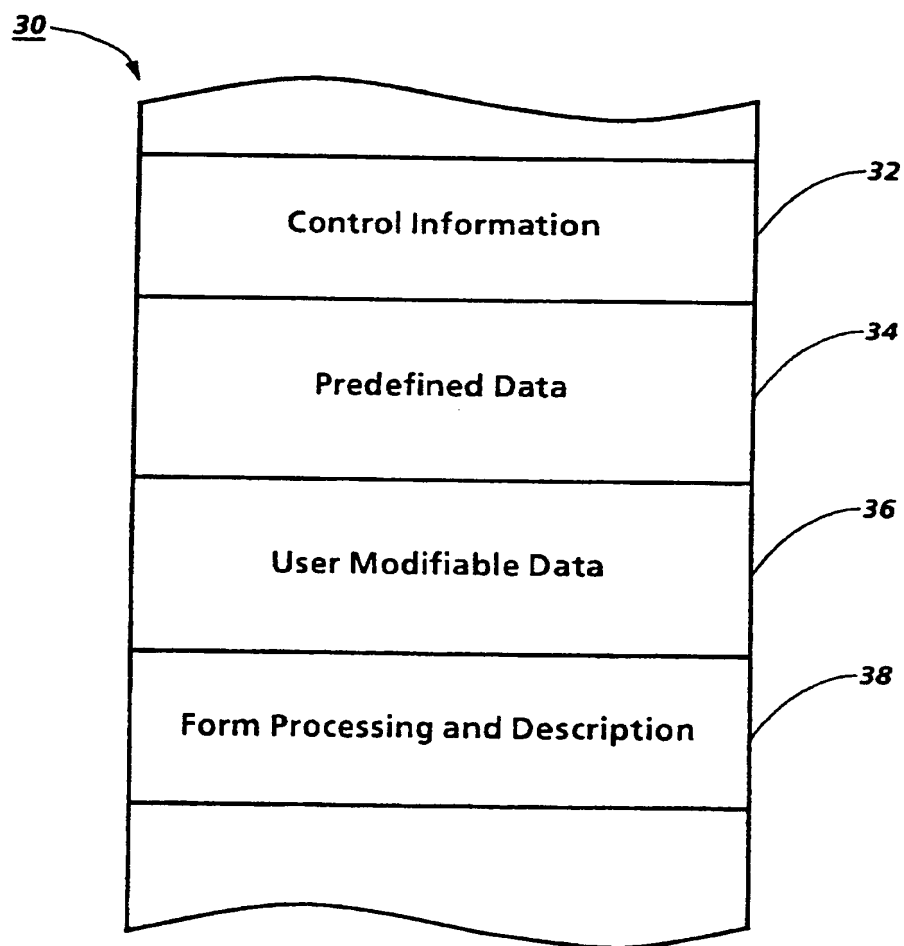 30
32
Control Information
34
Predefined Data
36
User Modifiable Data
38
Form Processing and Description